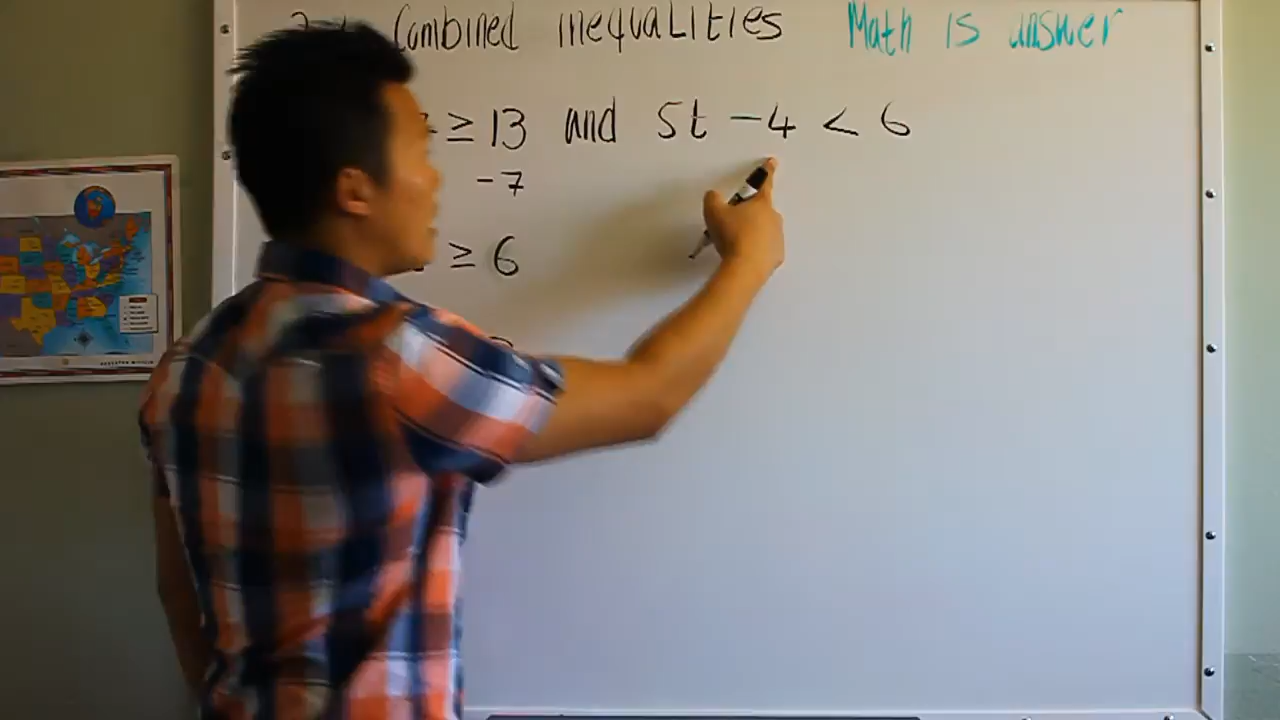 Combined inequalities Math is answer
≥ 13 and 5t - 4 < 6
- 7
≥ 6